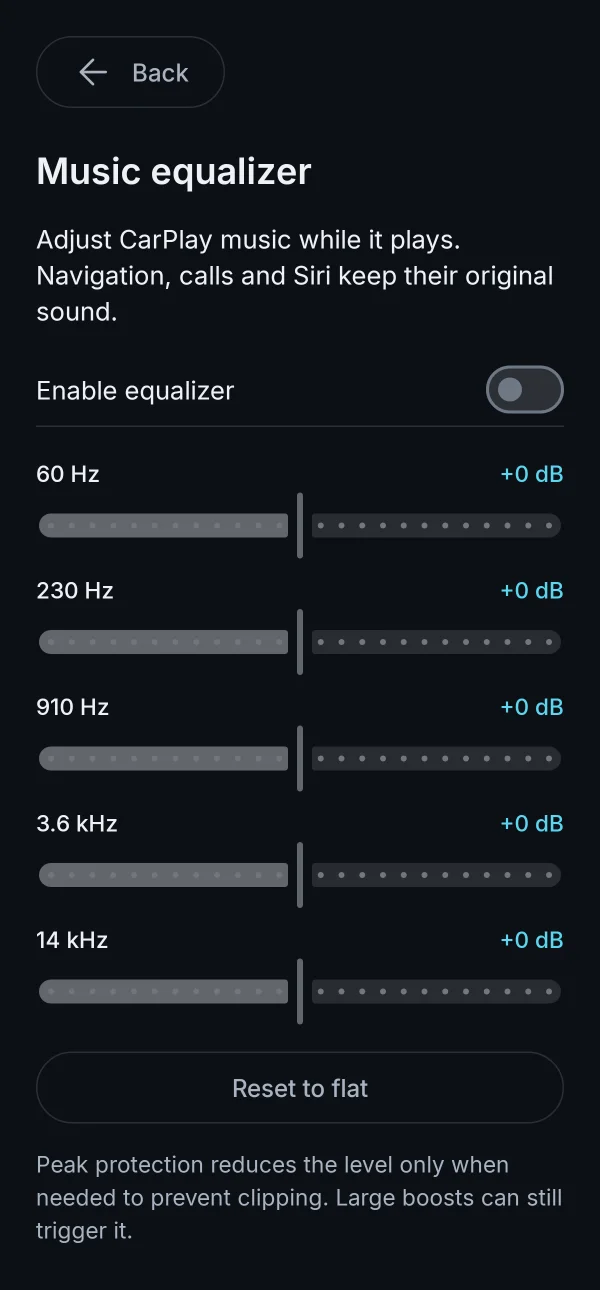 Back
Music equalizer
Adjust CarPlay music while it plays.
Navigation, calls and Siri keep their original
sound.
Enable equalizer
60 Hz +0 dB
230 Hz +0 dB
910 Hz +0 dB
3.6 kHz +0 dB
14 kHz +0 dB
Reset to flat
Peak protection reduces the level only when
needed to prevent clipping. Large boosts can still
trigger it.